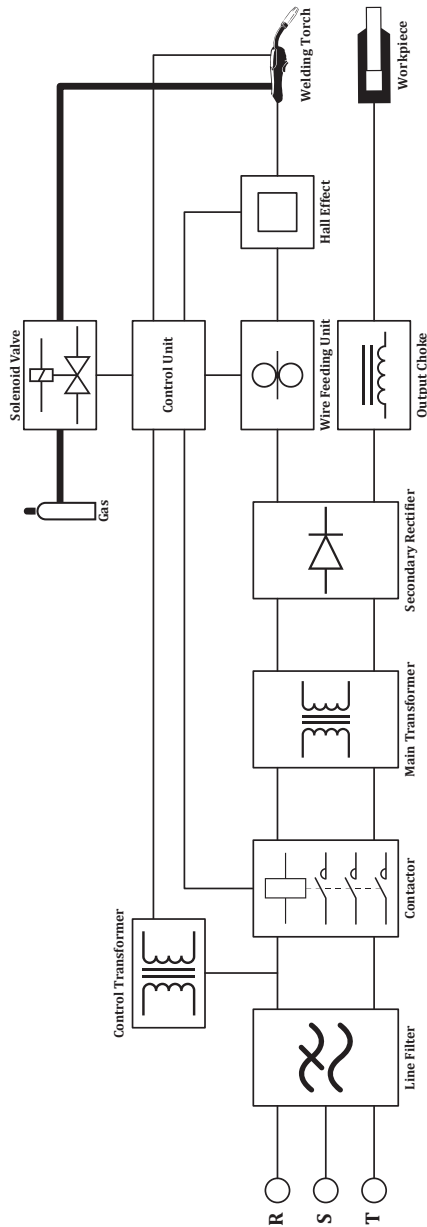 Gas
Solenoid Valve
Control Transformer
Control Unit
Welding Torch
R
S
T
Line Filter
Contactor
Main Transformer
Secondary Rectifier
Wire Feeding Unit
Hall Effect
Output Choke
Workpiece